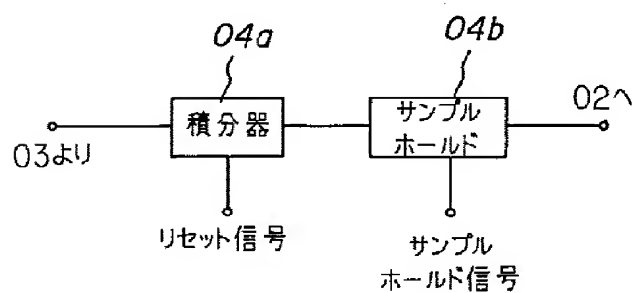 04a
04b
積分器
サンプル
ホールド
02へ
03より
リセット信号
サンプル
ホールド信号